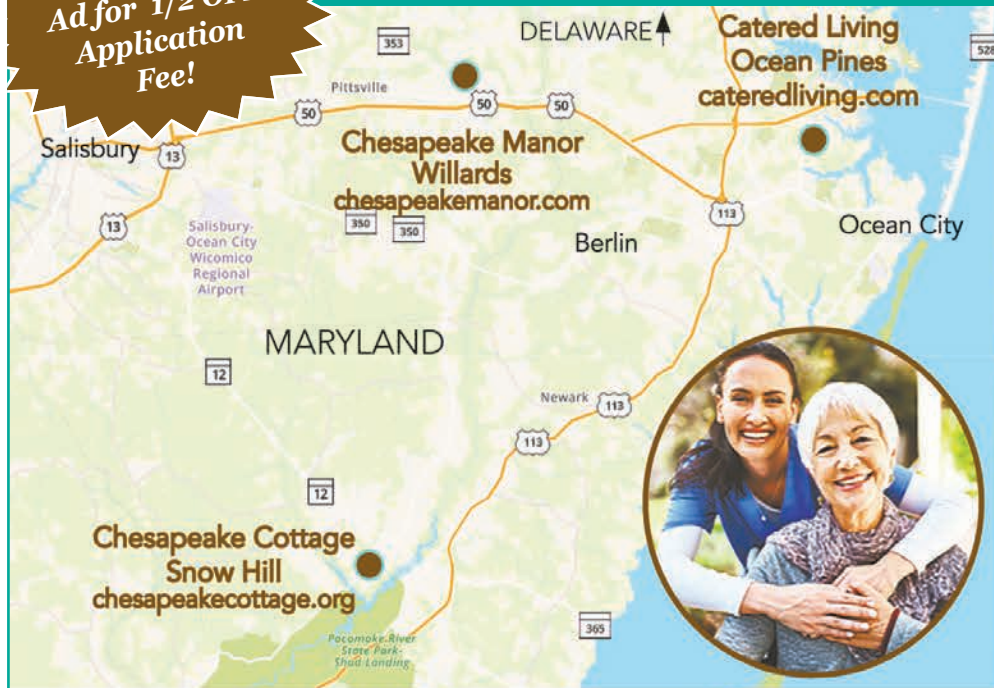 Ad for 1/2 Off
Application
Fee!
DELAWARE
Catered Living
Ocean Pines
cateredliving.com
353
528
Pittsville
50
50
50
Salisbury
13
Chesapeake Manor
Willards
chesapeakemanor.com
13
350
350
113
Salisbury-
Ocean City
Wicomico
Regional
Airport
Berlin
Ocean City
MARYLAND
12
Newark
113
113
12
Chesapeake Cottage
Snow Hill
chesapeakecottage.org
365
Pocomoke River
State Park-
Shad Landing